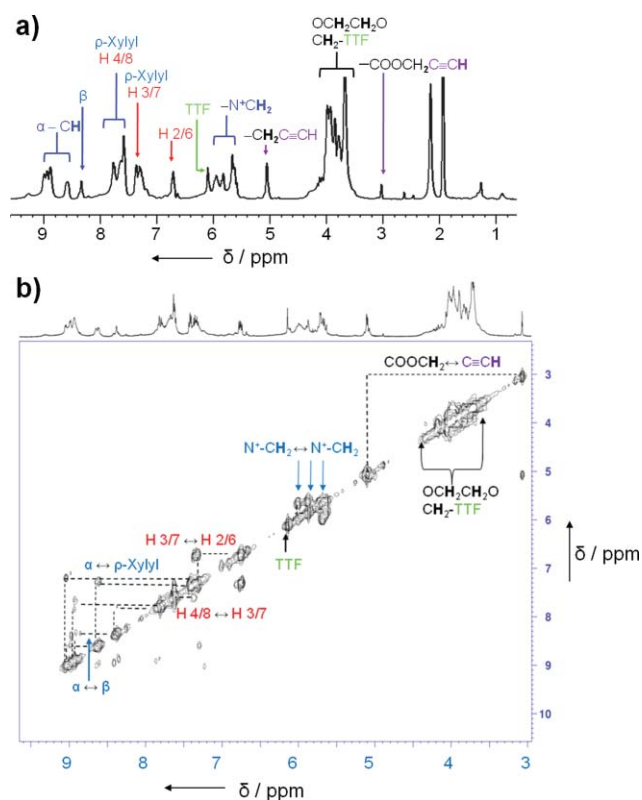 a)
OCH₂CH₂O
CH₂-TTF
ρ-Xylyl
H 4/8
ρ-Xylyl
H 3/7
–COOCH₂C≡CH
α – CH
β
TTF
–N⁺CH₂
H 2/6
–CH₂C≡CH
9 8 7 6 5 4 3 2 1
δ / ppm
b)
COOCH₂↔C≡CH
3
N⁺-CH₂ ↔ N⁺-CH₂
4
5
OCH₂CH₂O
CH₂-TTF
6
H 3/7 ↔ H 2/6
TTF
δ / ppm
α ↔ ρ-Xylyl
7
H 4/8 ↔ H 3/7
8
9
α ↔ β
10
9 8 7 6 5 4 3
δ / ppm